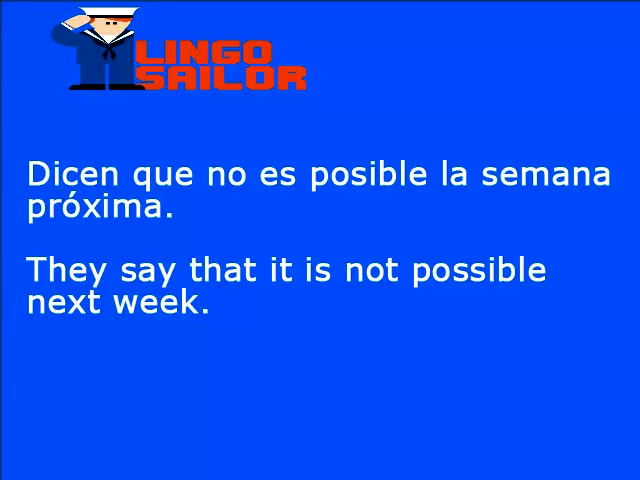 LINGO
SAILOR
Dicen que no es posible la semana
próxima.
They say that it is not possible
next week.